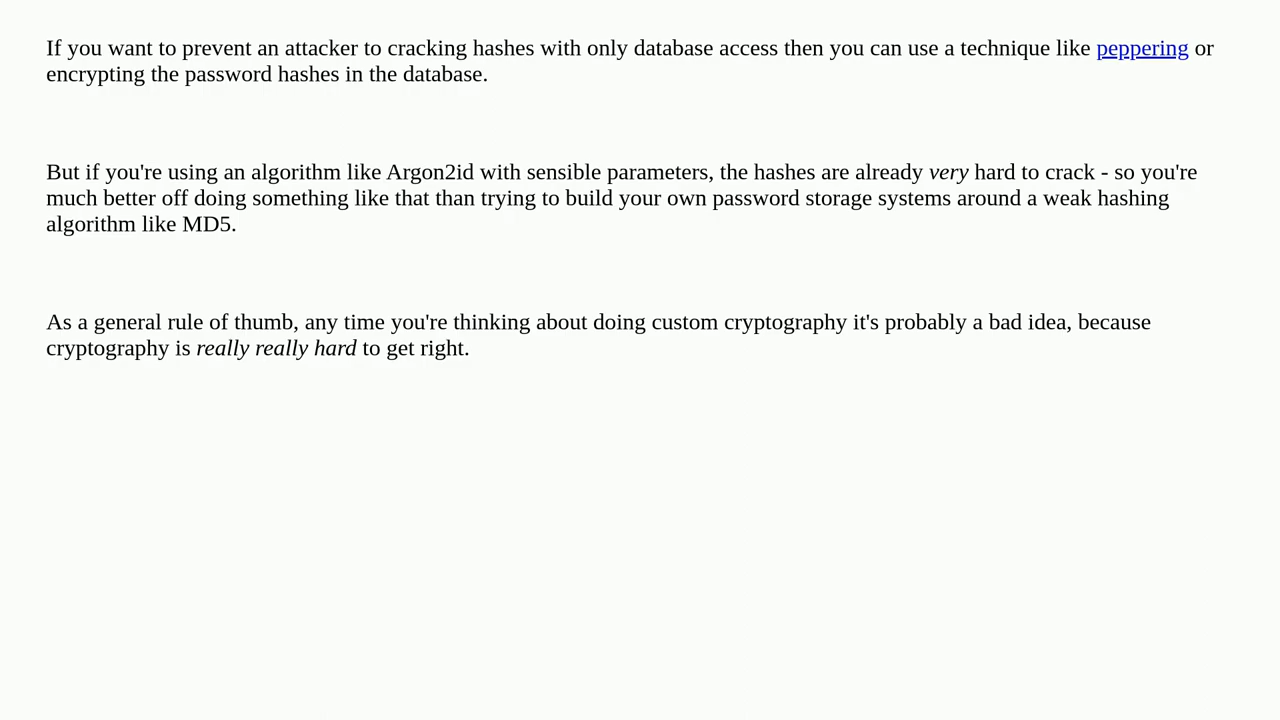 If you want to prevent an attacker to cracking hashes with only database access then you can use a technique like peppering or
encrypting the password hashes in the database.
But if you're using an algorithm like Argon2id with sensible parameters, the hashes are already very hard to crack - so you're
much better off doing something like that than trying to build your own password storage systems around a weak hashing
algorithm like MD5.
As a general rule of thumb, any time you're thinking about doing custom cryptography it's probably a bad idea, because
cryptography is really really hard to get right.